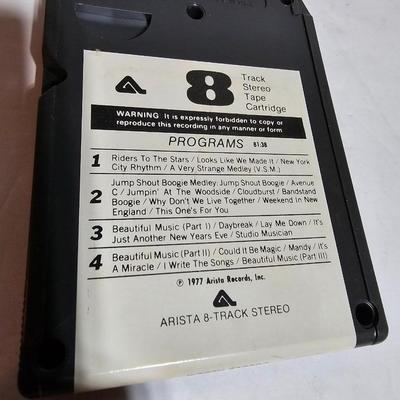 8
Track
Stereo
Tape
Cartridge
WARNING It is expressly forbidden to copy or
reproduce this recording in any manner or form
PROGRAMS 81:38
1 Riders To The Stars / Looks Like We Made It / New York
City Rhythm / A Very Strange Medley (V.S.M.)
2 Jump Shout Boogie Medley: Jump Shout Boogie / Avenue
C / Jumpin' At The Woodside / Cloudburst / Bandstand
Boogie / Why Don't We Live Together / Weekend In New
England / This One's For You
3 Beautiful Music (Part I) / Daybreak / Lay Me Down / It's
Just Another New Years Eve / Studio Musician
4 Beautiful Music (Part II) / Could It Be Magic / Mandy / It's
A Miracle / I Write The Songs / Beautiful Music (Part III)
℗ 1977 Arista Records, Inc.
ARISTA 8-TRACK STEREO